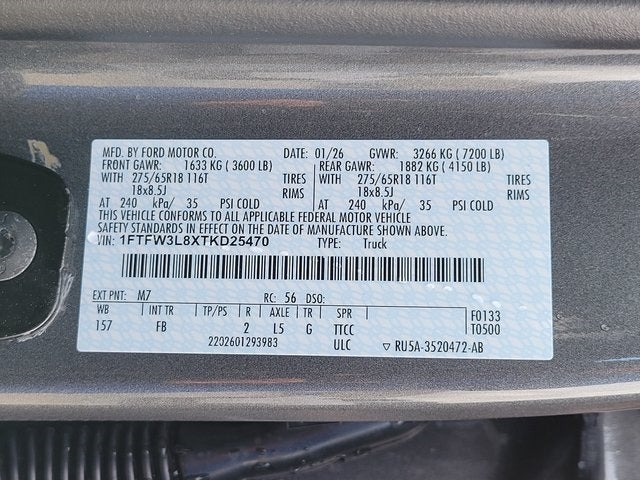 MFD. BY FORD MOTOR CO. DATE: 01/26 GVWR: 3266 KG ( 7200 LB)
FRONT GAWR: 1633 KG ( 3600 LB) REAR GAWR: 1882 KG ( 4150 LB)
WITH 275/65R18 116T TIRES WITH 275/65R18 116T TIRES
18x8.5J RIMS 18x8.5J RIMS
AT 240 kPa/ 35 PSI COLD AT 240 kPa/ 35 PSI COLD
THIS VEHICLE CONFORMS TO ALL APPLICABLE FEDERAL MOTOR VEHICLE
SAFETY STANDARDS IN EFFECT ON THE DATE OF MANUFACTURE SHOWN ABOVE.
VIN: 1FTFW3L8XTKD25470 TYPE: Truck
EXT PNT: M7 RC: 56 DSO:
WB INT TR TP/PS R AXLE TR SPR F0133
157 FB 2 L5 G TTCC T0500
2202601293983 ULC ▽ RU5A-3520472-AB